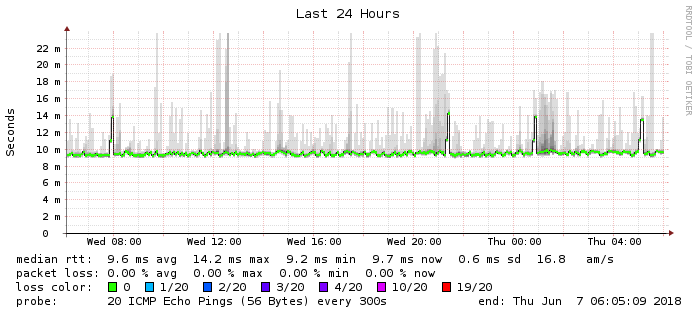 Last 24 Hours
RRDTOOL / TOBI OETIKER
Seconds
22 m
20 m
18 m
16 m
14 m
12 m
10 m
8 m
6 m
4 m
2 m
0
Wed 08:00 Wed 12:00 Wed 16:00 Wed 20:00 Thu 00:00 Thu 04:00
median rtt: 9.6 ms avg 14.2 ms max 9.2 ms min 9.7 ms now 0.6 ms sd 16.8 am/s
packet loss: 0.00 % avg 0.00 % max 0.00 % min 0.00 % now
loss color: 0 1/20 2/20 3/20 4/20 10/20 19/20
probe: 20 ICMP Echo Pings (56 Bytes) every 300s end: Thu Jun 7 06:05:09 2018